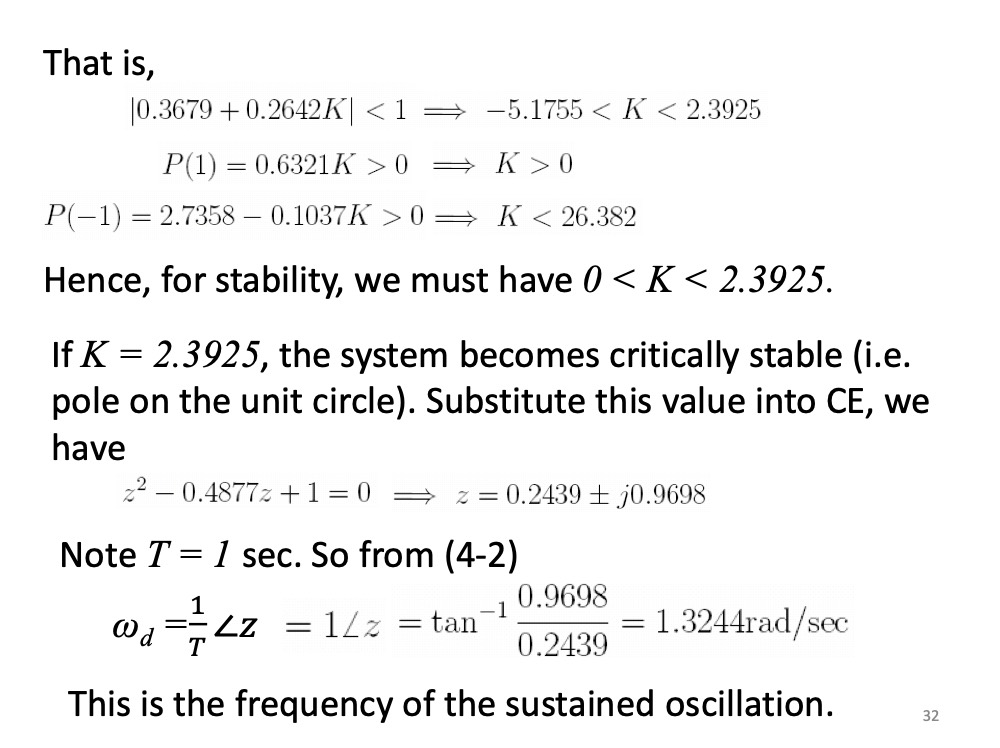 That is,
|0.3679 + 0.2642K| < 1 ⟹ −5.1755 < K < 2.3925
P(1) = 0.6321K > 0 ⟹ K > 0
P(−1) = 2.7358 − 0.1037K > 0 ⟹ K < 26.382
Hence, for stability, we must have 0 < K < 2.3925.
If K = 2.3925, the system becomes critically stable (i.e.
pole on the unit circle). Substitute this value into CE, we
have
z² − 0.4877z + 1 = 0 ⟹ z = 0.2439 ± j0.9698
Note T = 1 sec. So from (4-2)
ω_d = 1/T ∠z = 1∠z = tan⁻¹ 0.9698/0.2439 = 1.3244rad/sec
This is the frequency of the sustained oscillation.
32